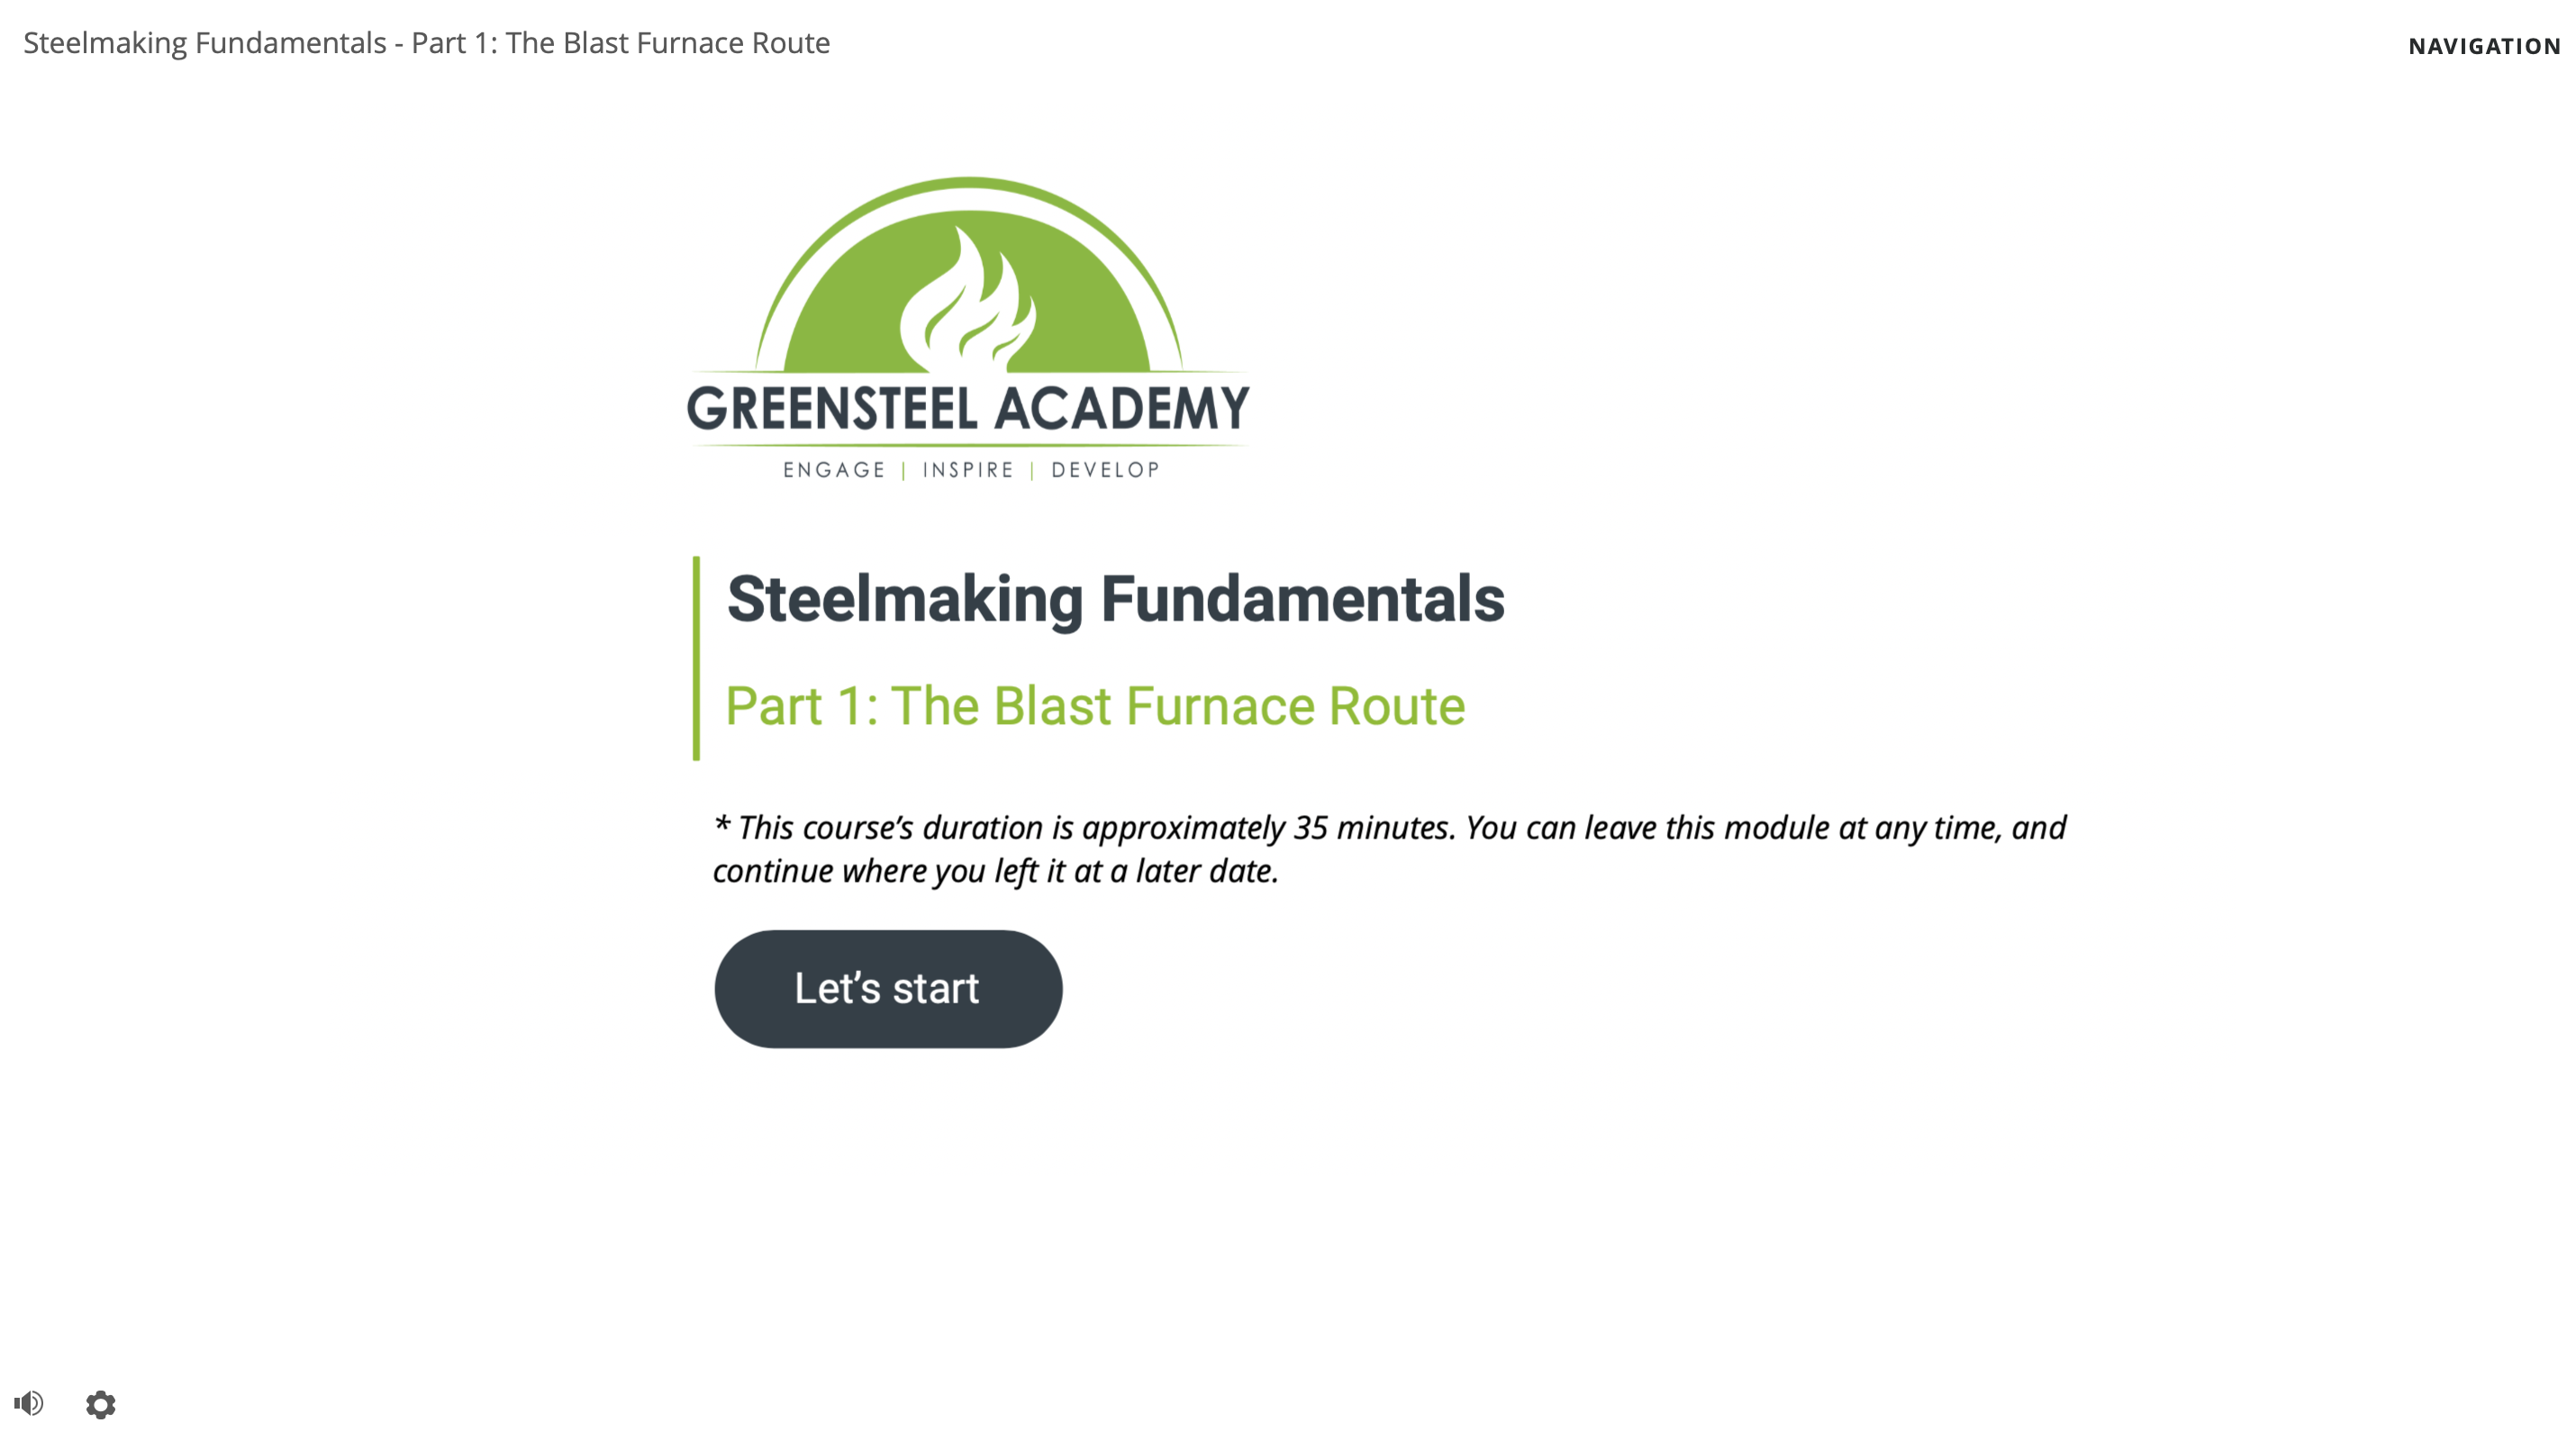 Steelmaking Fundamentals - Part 1: The Blast Furnace Route
NAVIGATION
GREENSTEEL ACADEMY
ENGAGE | INSPIRE | DEVELOP
Steelmaking Fundamentals
Part 1: The Blast Furnace Route
* This course’s duration is approximately 35 minutes. You can leave this module at any time, and
continue where you left it at a later date.
Let’s start